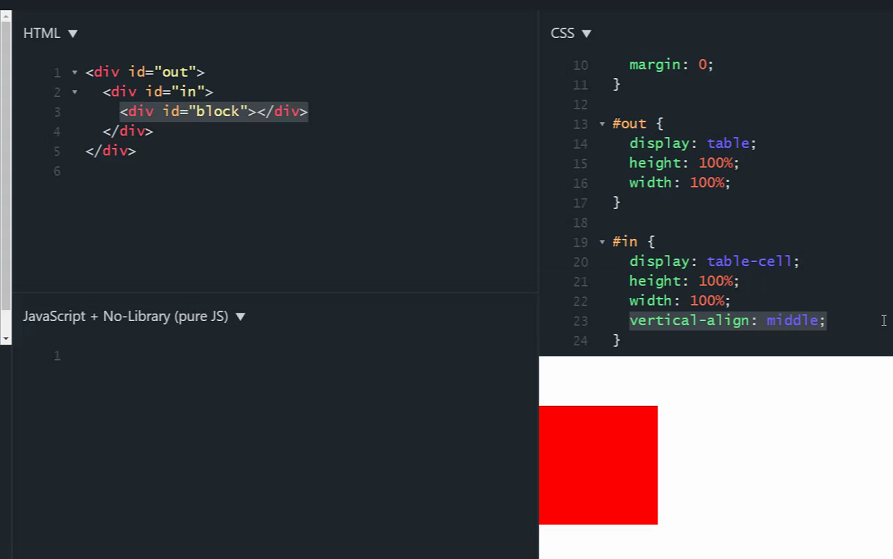 HTML ▼
1 ▾ <div id="out">
2 ▾ <div id="in">
3 <div id="block"></div>
4 </div>
5 </div>
6
JavaScript + No-Library (pure JS) ▼
1
CSS ▼
10 margin: 0;
11 }
12
13 ▾ #out {
14 display: table;
15 height: 100%;
16 width: 100%;
17 }
18
19 ▾ #in {
20 display: table-cell;
21 height: 100%;
22 width: 100%;
23 vertical-align: middle;
24 }